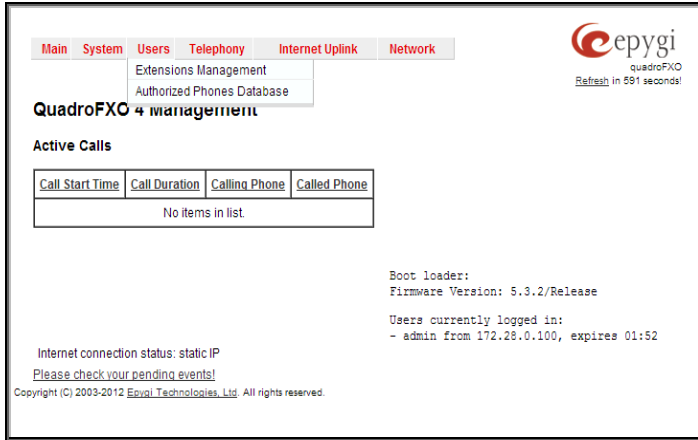 epygi
quadroFXO
Refresh in 591 seconds!
Main System Users Telephony Internet Uplink Network
Extensions Management
Authorized Phones Database
QuadroFXO 4 Management
Active Calls
Call Start Time Call Duration Calling Phone Called Phone
No items in list.
Boot loader:
Firmware Version: 5.3.2/Release
Users currently logged in:
- admin from 172.28.0.100, expires 01:52
Internet connection status: static IP
Please check your pending events!
Copyright (C) 2003-2012 Epygi Technologies, Ltd. All rights reserved.